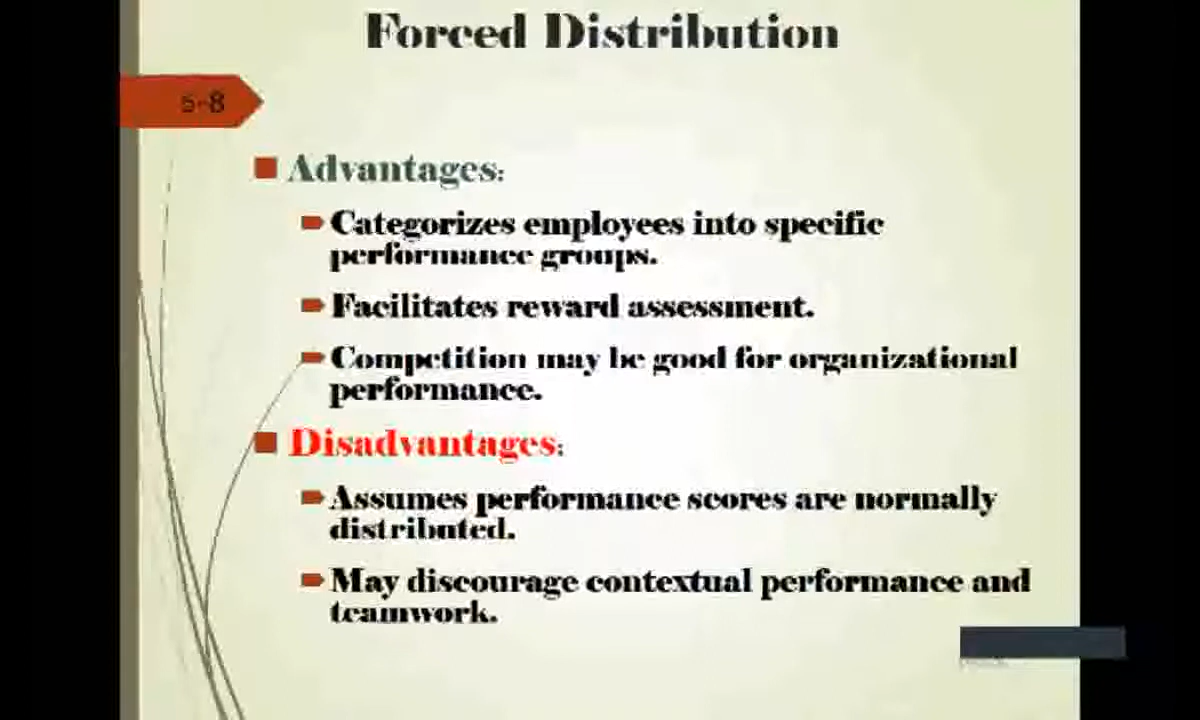 Forced Distribution
5-8
Advantages:
Categorizes employees into specific
performance groups.
Facilitates reward assessment.
Competition may be good for organizational
performance.
Disadvantages:
Assumes performance scores are normally
distributed.
May discourage contextual performance and
teamwork.